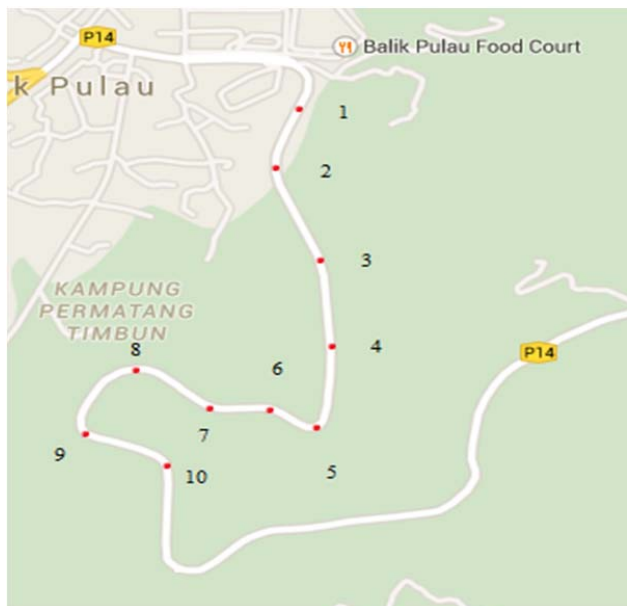 P14
Balik Pulau Food Court
k Pulau
1
2
3
KAMPUNG
PERMATANG
TIMBUN
4
P14
8
6
7
9
10
5